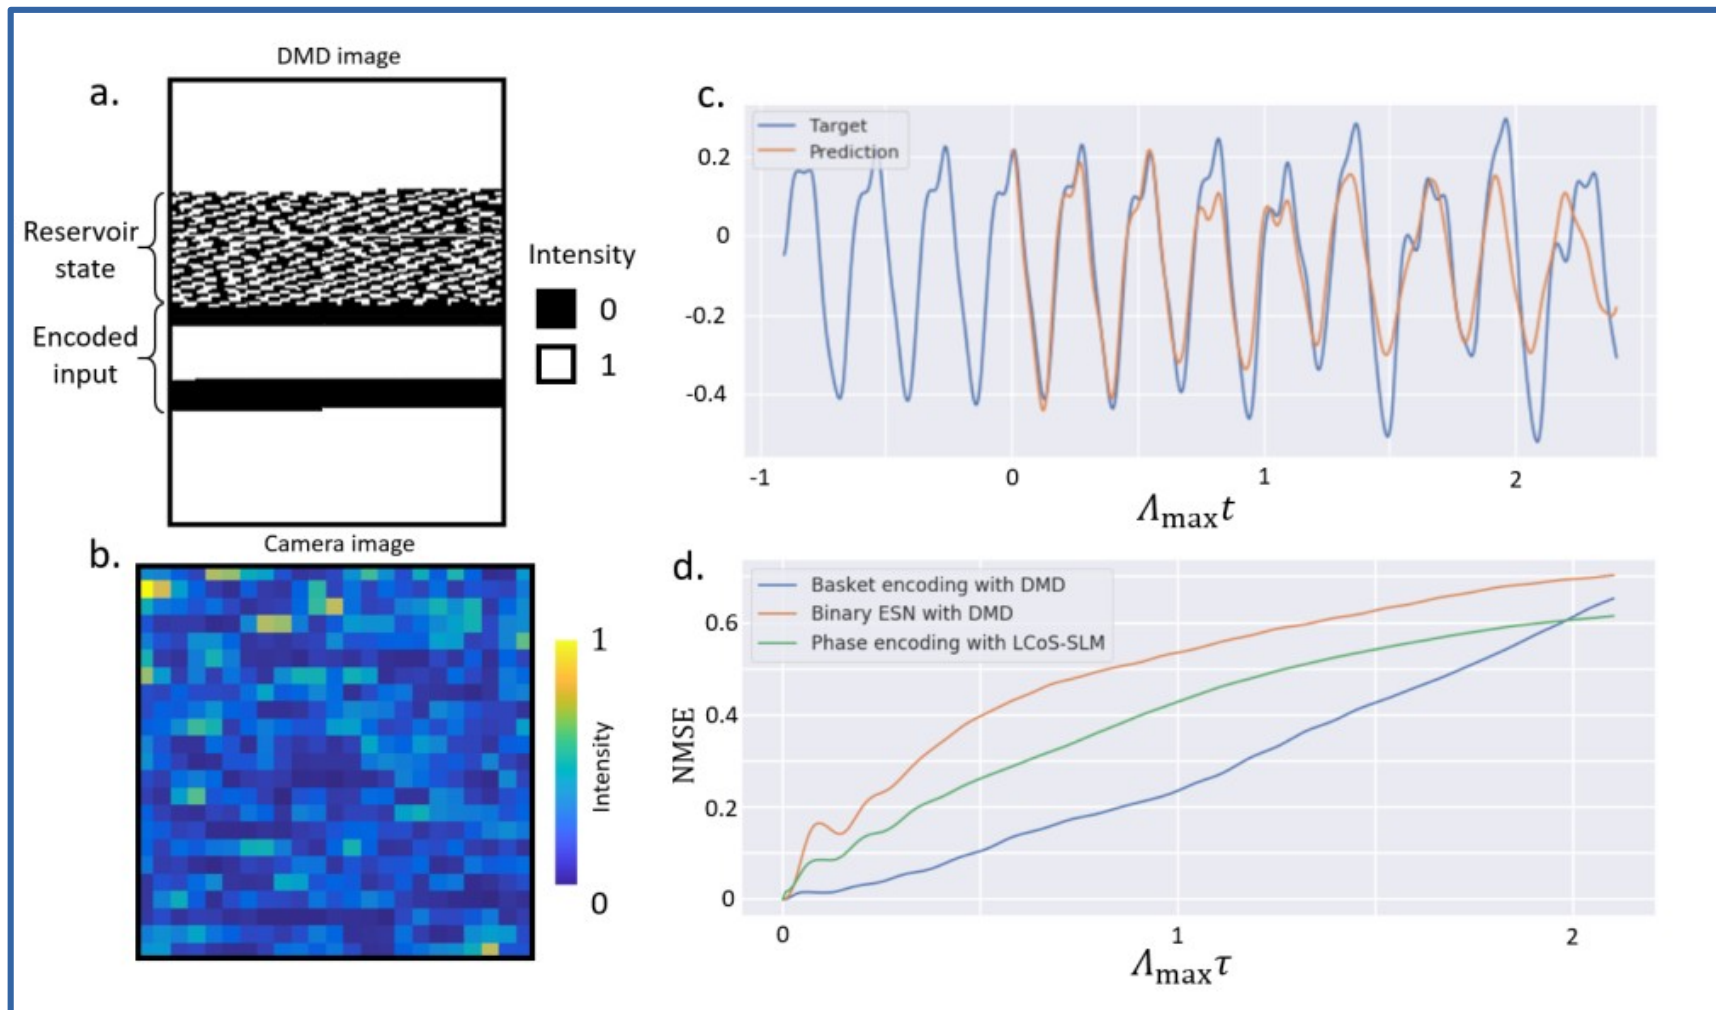 DMD image
a.
Reservoir
state
Encoded
input
Intensity
0
1
b.
Camera image
1
Intensity
0
c.
Target
Prediction
0.2
0
-0.2
-0.4
-1
0
1
2
Λmax t
d.
Basket encoding with DMD
Binary ESN with DMD
Phase encoding with LCoS-SLM
NMSE
0.6
0.4
0.2
0
0
1
2
Λmax τ